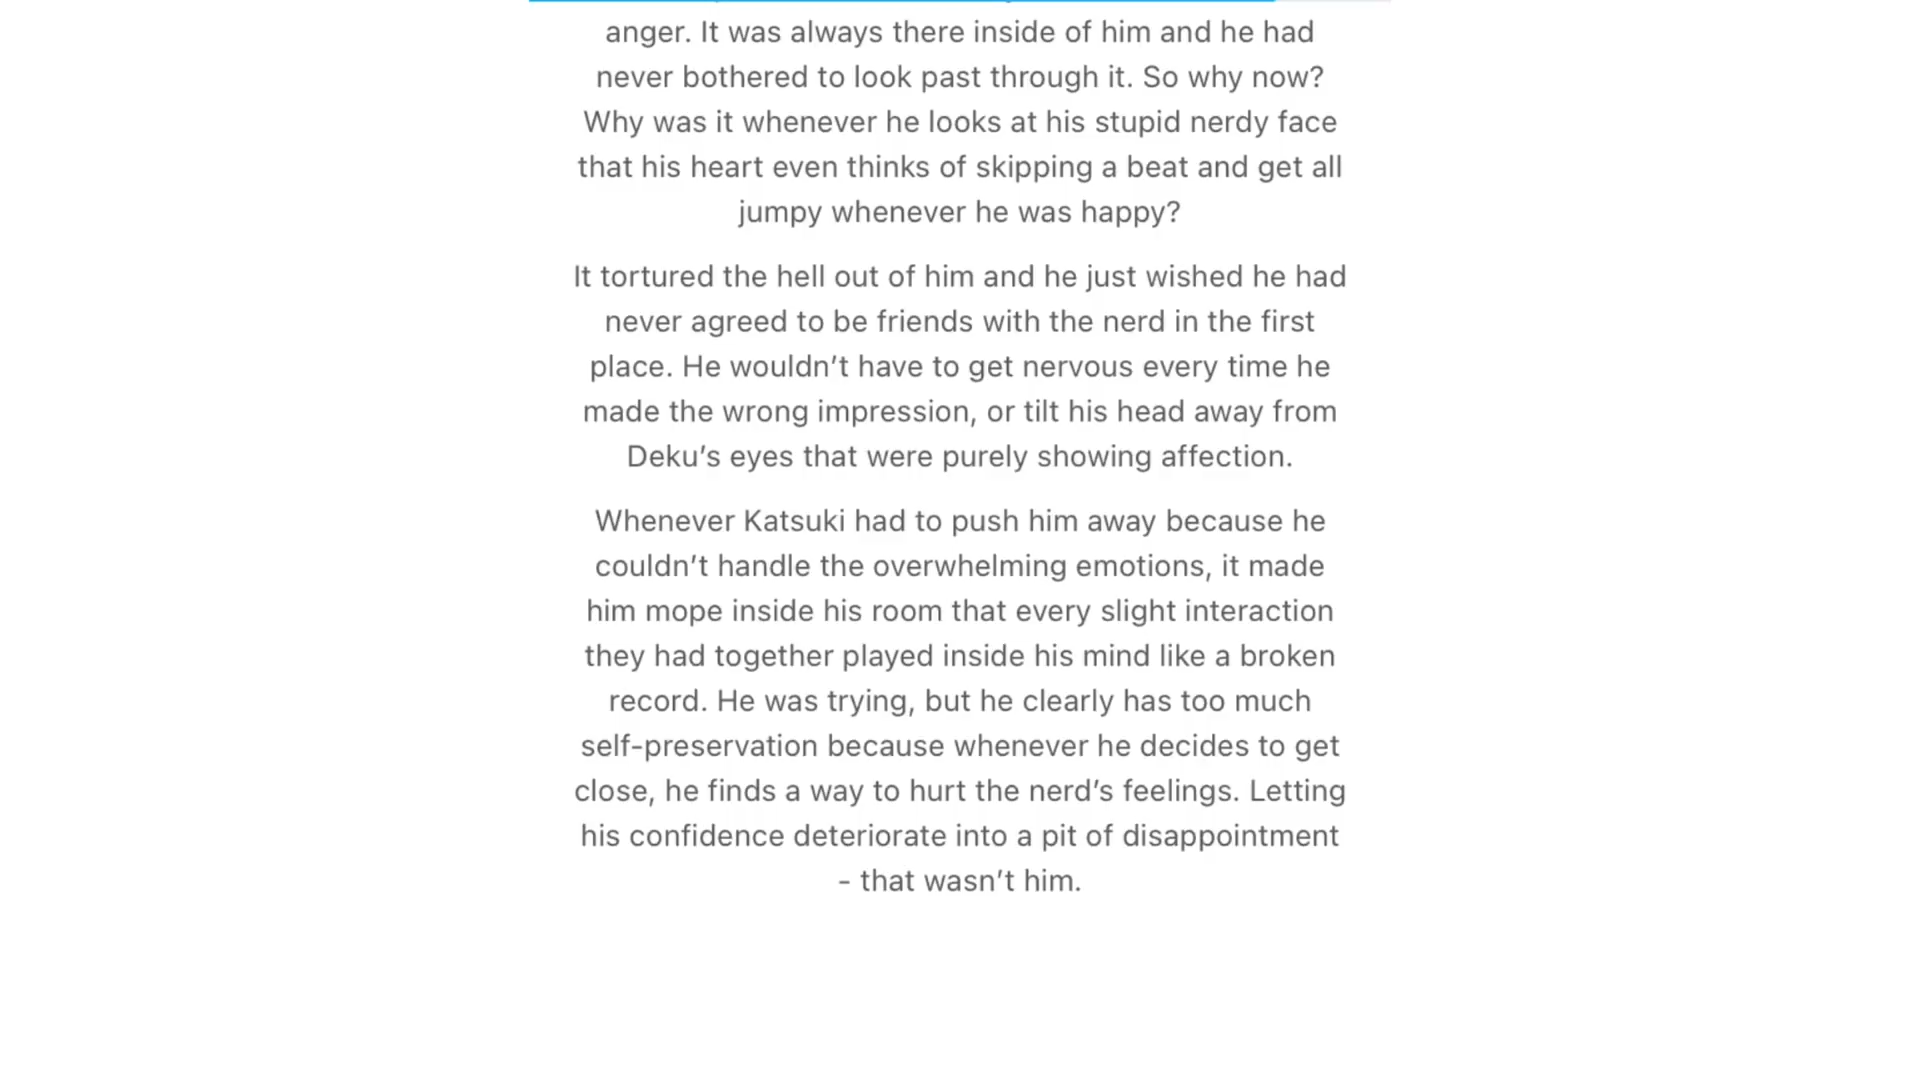 anger. It was always there inside of him and he had
never bothered to look past through it. So why now?
Why was it whenever he looks at his stupid nerdy face
that his heart even thinks of skipping a beat and get all
jumpy whenever he was happy?
It tortured the hell out of him and he just wished he had
never agreed to be friends with the nerd in the first
place. He wouldn’t have to get nervous every time he
made the wrong impression, or tilt his head away from
Deku’s eyes that were purely showing affection.
Whenever Katsuki had to push him away because he
couldn’t handle the overwhelming emotions, it made
him mope inside his room that every slight interaction
they had together played inside his mind like a broken
record. He was trying, but he clearly has too much
self-preservation because whenever he decides to get
close, he finds a way to hurt the nerd’s feelings. Letting
his confidence deteriorate into a pit of disappointment
- that wasn’t him.